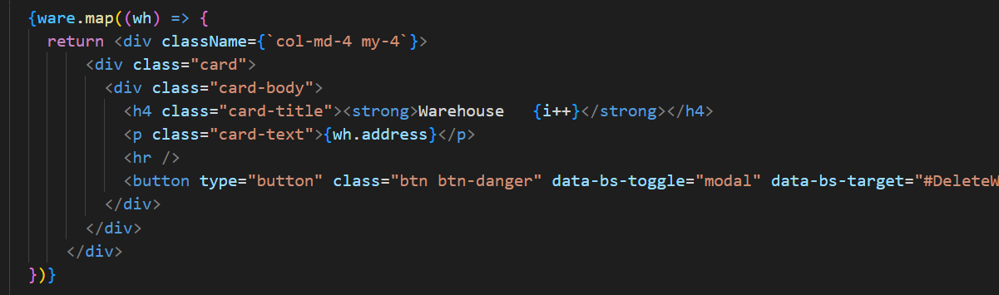 {ware.map((wh) => {
return <div className={`col-md-4 my-4`}>
<div class="card">
<div class="card-body">
<h4 class="card-title"><strong>Warehouse   {i++}</strong></h4>
<p class="card-text">{wh.address}</p>
<hr />
<button type="button" class="btn btn-danger" data-bs-toggle="modal" data-bs-target="#DeleteW
</div>
</div>
</div>
})}